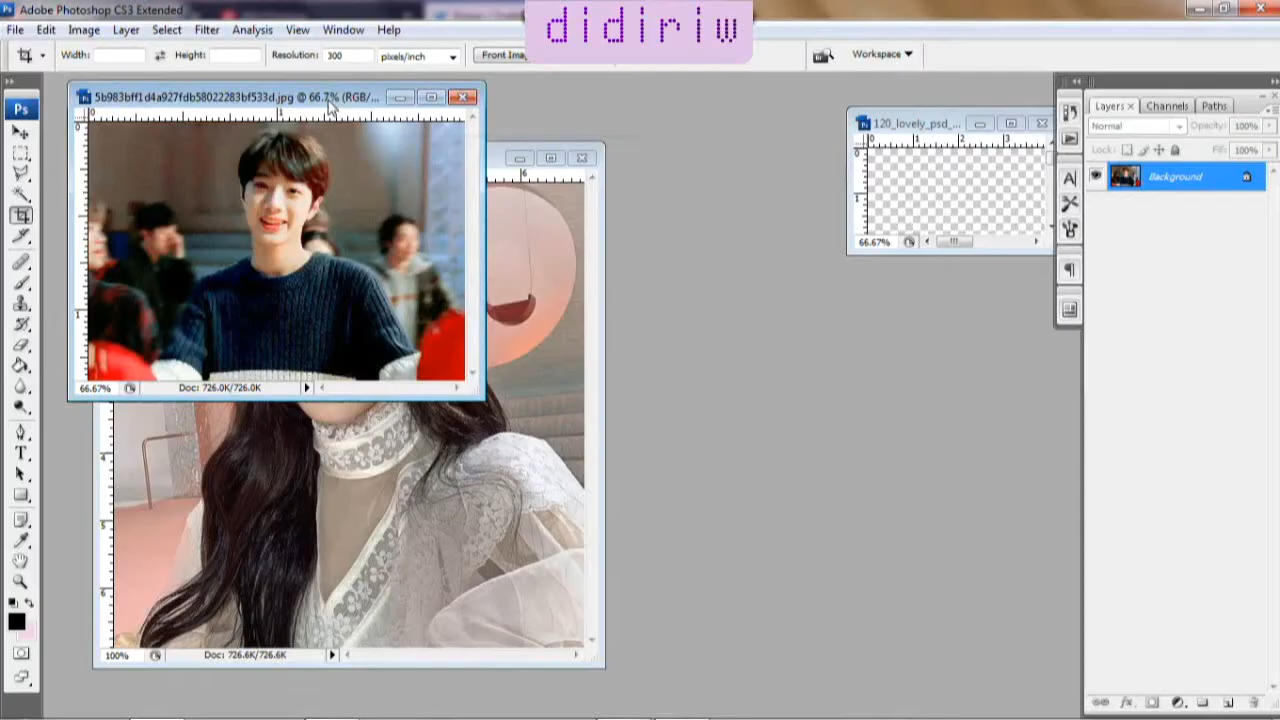 Adobe Photoshop CS3 Extended
didiriw
File Edit Image Layer Select Filter Analysis View Window Help
Width: Height: Resolution: 300 pixels/inch Front Workspace
5b983bff1d4a927fdb58022283bf533d.jpg @ 66.7% (RGB/...
120_lovely_psd_...
Layers Channels Paths
Normal Opacity: 100%
Lock: Fill: 100%
Background
66.67%
66.67% Doc: 726.0K/726.0K
100% Doc: 726.6K/726.6K